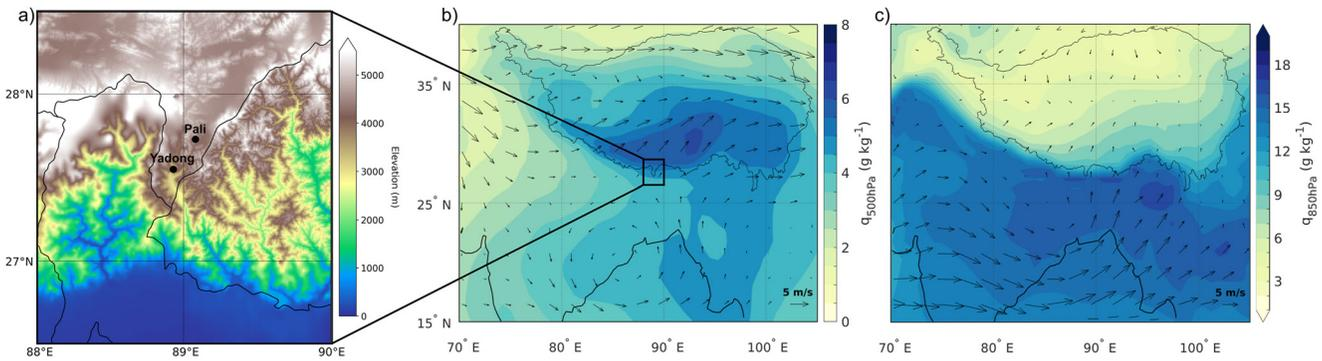 a)
28°N
27°N
88°E
89°E
90°E
Pali
Yadong
5000
4000
3000
2000
1000
0
Elevation (m)
b)
35° N
25° N
15° N
70° E
80° E
90° E
100° E
5 m/s
8
6
4
2
0
q500hPa (g kg-1)
c)
70° E
80° E
90° E
100° E
5 m/s
18
15
12
9
6
3
q850hPa (g kg-1)